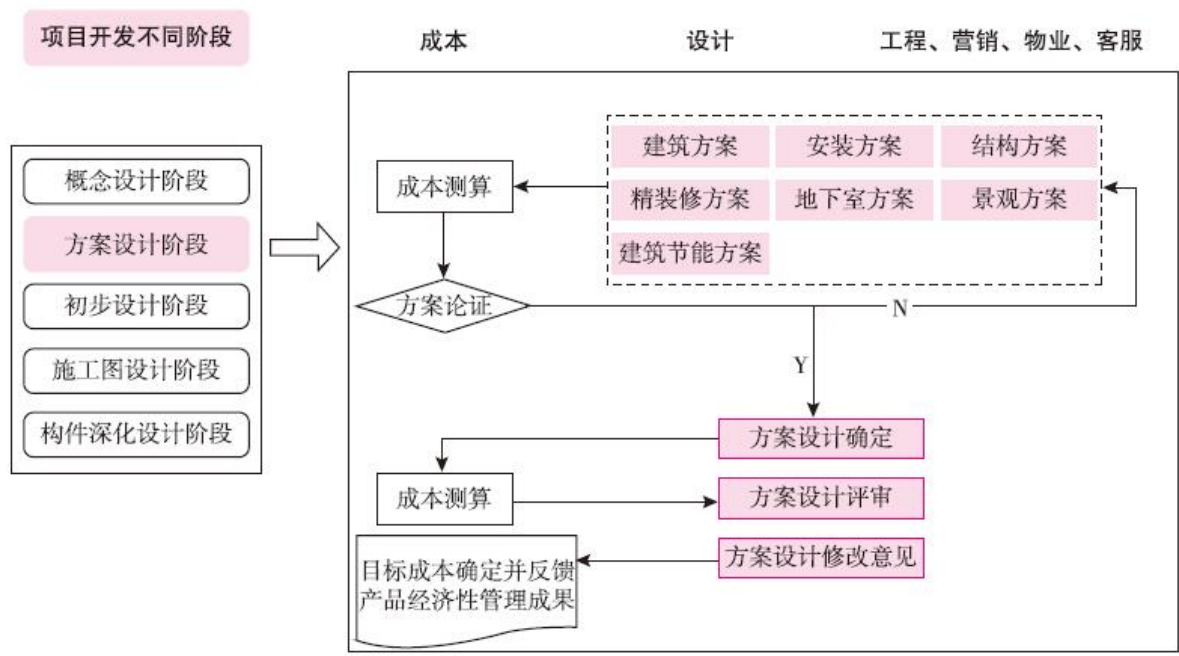 项目开发不同阶段
成本
设计
工程、营销、物业、客服
概念设计阶段
方案设计阶段
初步设计阶段
施工图设计阶段
构件深化设计阶段
建筑方案
安装方案
结构方案
成本测算
精装修方案
地下室方案
景观方案
建筑节能方案
方案论证
N
Y
方案设计确定
成本测算
方案设计评审
方案设计修改意见
目标成本确定并反馈
产品经济性管理成果